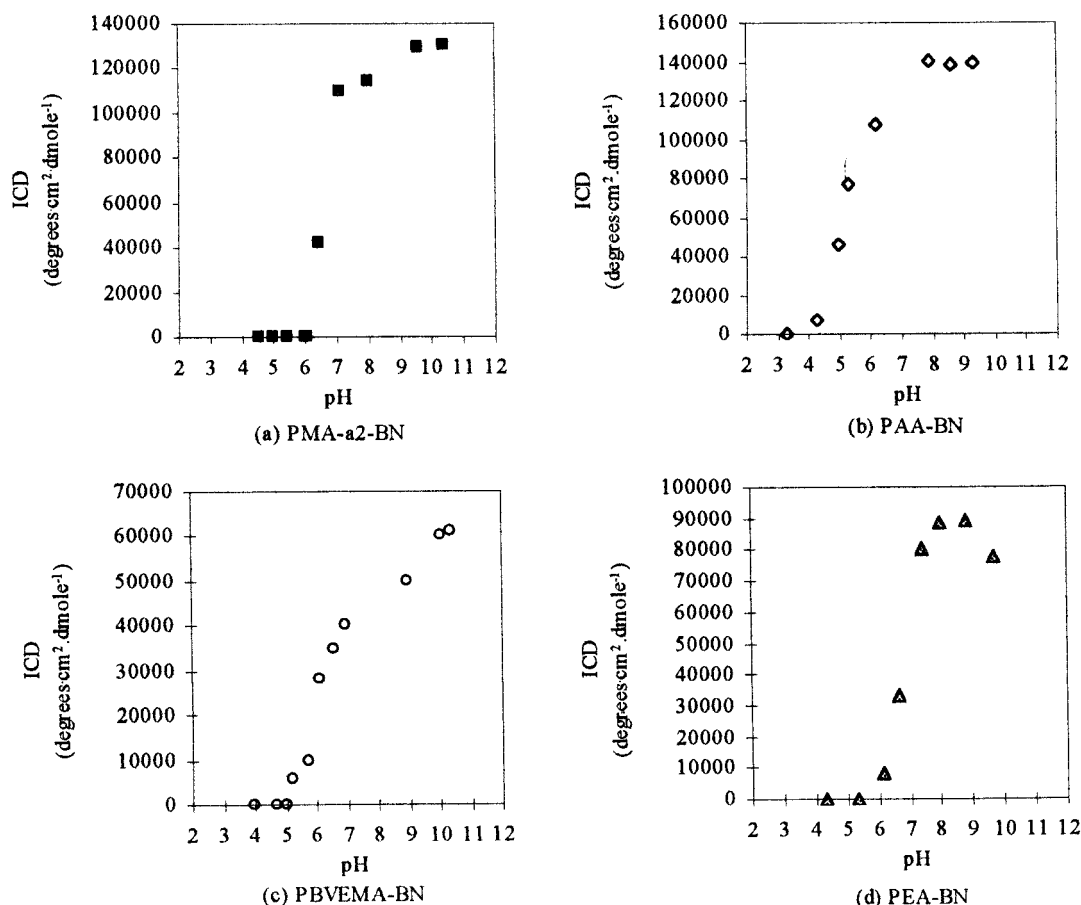 140000
120000
100000
80000
60000
40000
20000
0
ICD
(degrees·cm²·dmole⁻¹)
2 3 4 5 6 7 8 9 10 11 12
pH
(a) PMA-a2-BN
160000
140000
120000
100000
80000
60000
40000
20000
0
ICD
(degrees·cm².dmole⁻¹)
2 3 4 5 6 7 8 9 10 11 12
pH
(b) PAA-BN
70000
60000
50000
40000
30000
20000
10000
0
ICD
(degrees·cm².dmole⁻¹)
2 3 4 5 6 7 8 9 10 11 12
pH
(c) PBVEMA-BN
100000
90000
80000
70000
60000
50000
40000
30000
20000
10000
0
ICD
(degrees·cm².dmole⁻¹)
2 3 4 5 6 7 8 9 10 11 12
pH
(d) PEA-BN